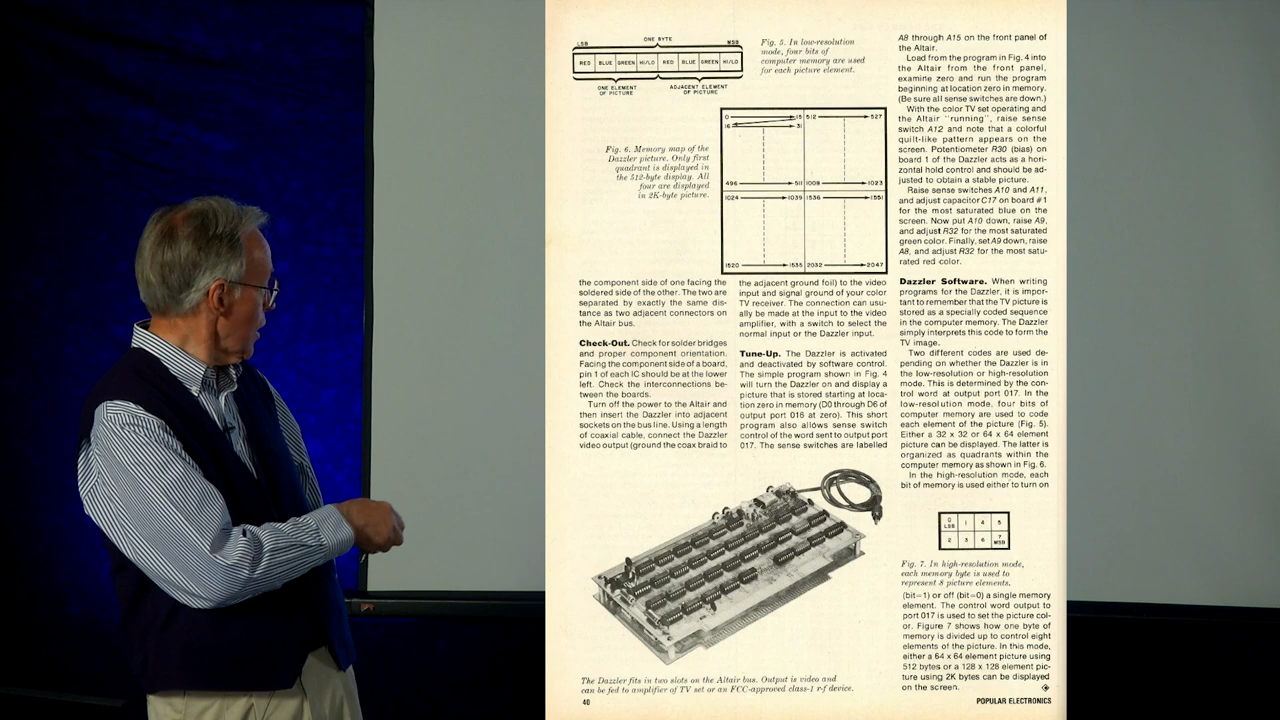 ONE BYTE
LSB
MSB
RED BLUE GREEN HI/LO RED BLUE GREEN HI/LO
ONE ELEMENT
OF PICTURE
ADJACENT ELEMENT
OF PICTURE
Fig. 5. In low-resolution
mode, four bits of
computer memory are used
for each picture element.
Fig. 6. Memory map of the
Dazzler picture. Only first
quadrant is displayed in
the 512-byte display. All
four are displayed
in 2K-byte picture.
0 15 512 527
16 31
496 511 1008 1023
1024 1039 1536 1551
1520 1535 2032 2047
the component side of one facing the
soldered side of the other. The two are
separated by exactly the same dis-
tance as two adjacent connectors on
the Altair bus.
Check-Out. Check for solder bridges
and proper component orientation.
Facing the component side of a board,
pin 1 of each IC should be at the lower
left. Check the interconnections be-
tween the boards.
Turn off the power to the Altair and
then insert the Dazzler into adjacent
sockets on the bus line. Using a length
of coaxial cable, connect the Dazzler
video output (ground the coax braid to
the adjacent ground foil) to the video
input and signal ground of your color
TV receiver. The connection can usu-
ally be made at the input to the video
amplifier, with a switch to select the
normal input or the Dazzler input.
Tune-Up. The Dazzler is activated
and deactivated by software control.
The simple program shown in Fig. 4
will turn the Dazzler on and display a
picture that is stored starting at loca-
tion zero in memory (D0 through D6 of
output port 016 at zero). This short
program also allows sense switch
control of the word sent to output port
017. The sense switches are labelled
A8 through A15 on the front panel of
the Altair.
Load from the program in Fig. 4 into
the Altair from the front panel,
examine zero and run the program
beginning at location zero in memory.
(Be sure all sense switches are down.)
With the color TV set operating and
the Altair "running", raise sense
switch A12 and note that a colorful
quilt-like pattern appears on the
screen. Potentiometer R30 (bias) on
board 1 of the Dazzler acts as a hori-
zontal hold control and should be ad-
justed to obtain a stable picture.
Raise sense switches A10 and A11,
and adjust capacitor C17 on board #1
for the most saturated blue on the
screen. Now put A10 down, raise A9,
and adjust R32 for the most saturated
green color. Finally, set A9 down, raise
A8, and adjust R32 for the most satu-
rated red color.
Dazzler Software. When writing
programs for the Dazzler, it is impor-
tant to remember that the TV picture is
stored as a specially coded sequence
in the computer memory. The Dazzler
simply interprets this code to form the
TV image.
Two different codes are used de-
pending on whether the Dazzler is in
the low-resolution or high-resolution
mode. This is determined by the con-
trol word at output port 017. In the
low-resolution mode, four bits of
computer memory are used to code
each element of the picture (Fig. 5).
Either a 32 x 32 or 64 x 64 element
picture can be displayed. The latter is
organized as quadrants within the
computer memory as shown in Fig. 6.
In the high-resolution mode, each
bit of memory is used either to turn on
0 LSB 1 4 5
2 3 6 7 MSB
Fig. 7. In high-resolution mode,
each memory byte is used to
represent 8 picture elements.
(bit=1) or off (bit=0) a single memory
element. The control word output to
port 017 is used to set the picture col-
or. Figure 7 shows how one byte of
memory is divided up to control eight
elements of the picture. In this mode,
either a 64 x 64 element picture using
512 bytes or a 128 x 128 element pic-
ture using 2K bytes can be displayed
on the screen.
The Dazzler fits in two slots on the Altair bus. Output is video and
can be fed to amplifier of TV set or an FCC-approved class-1 r-f device.
40
POPULAR ELECTRONICS